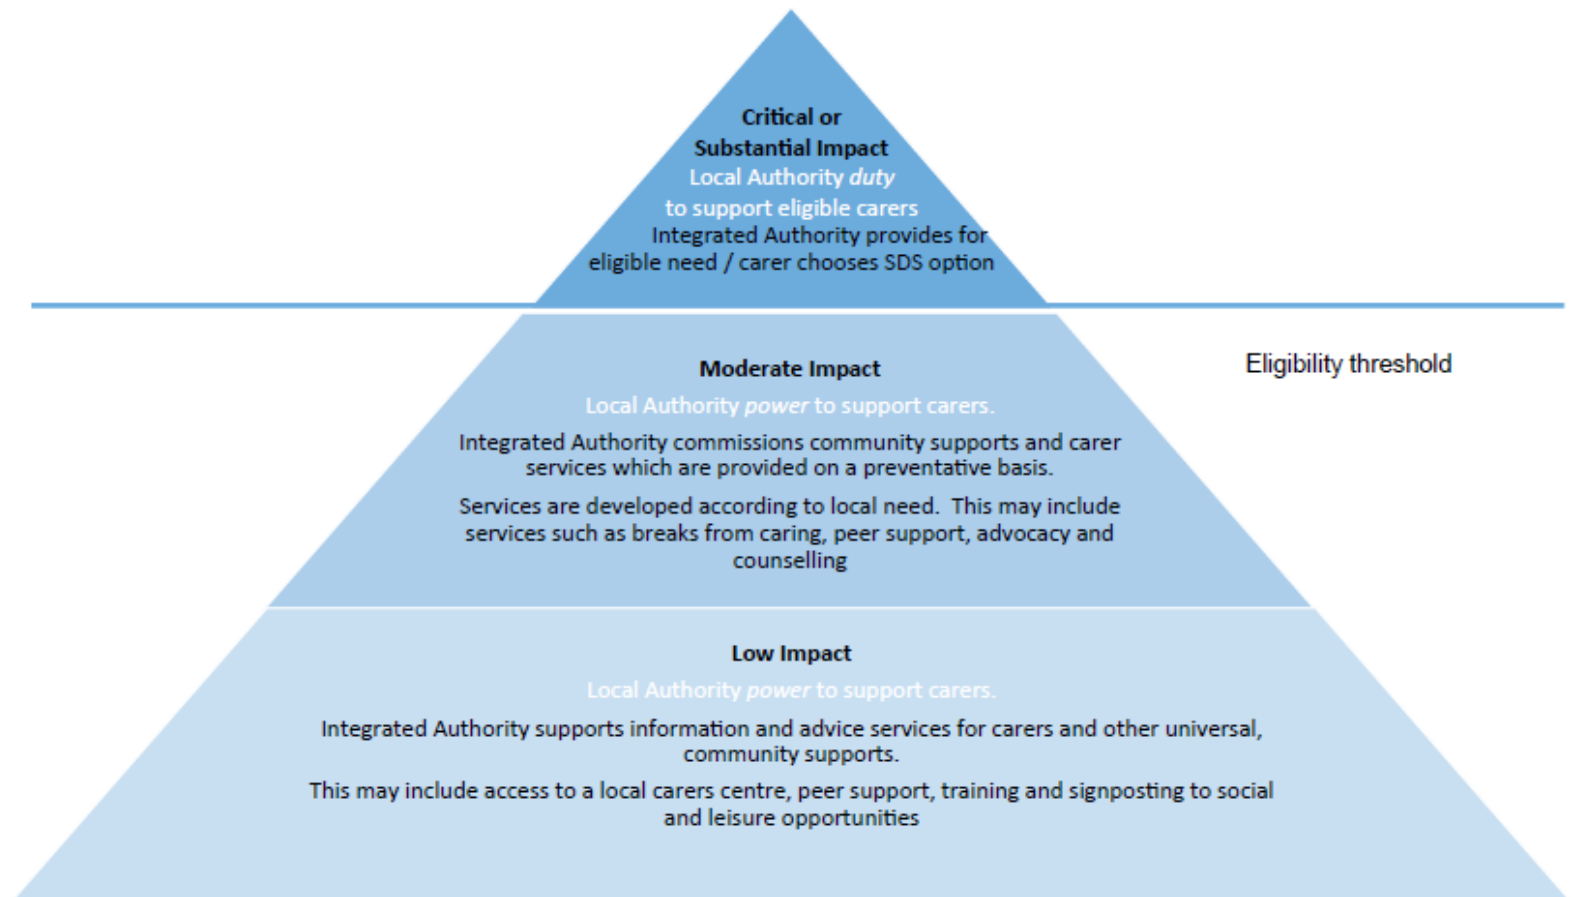 Critical or
Substantial Impact
Local Authority duty
to support eligible carers
Integrated Authority provides for
eligible need / carer chooses SDS option
Eligibility threshold
Moderate Impact
Local Authority power to support carers.
Integrated Authority commissions community supports and carer
services which are provided on a preventative basis.
Services are developed according to local need.  This may include
services such as breaks from caring, peer support, advocacy and
counselling
Low Impact
Local Authority power to support carers.
Integrated Authority supports information and advice services for carers and other universal,
community supports.
This may include access to a local carers centre, peer support, training and signposting to social
and leisure opportunities